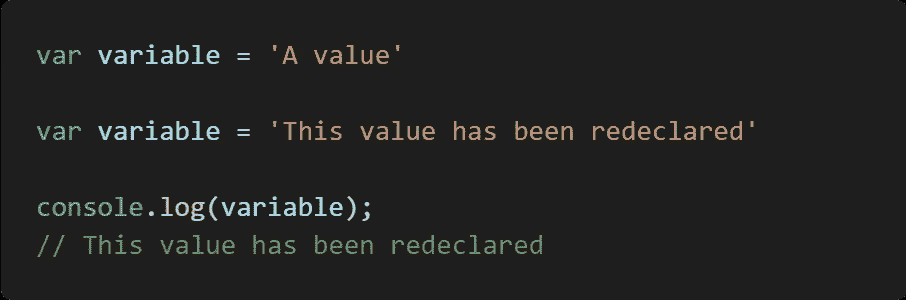 var variable = 'A value'
var variable = 'This value has been redeclared'
console.log(variable);
// This value has been redeclared